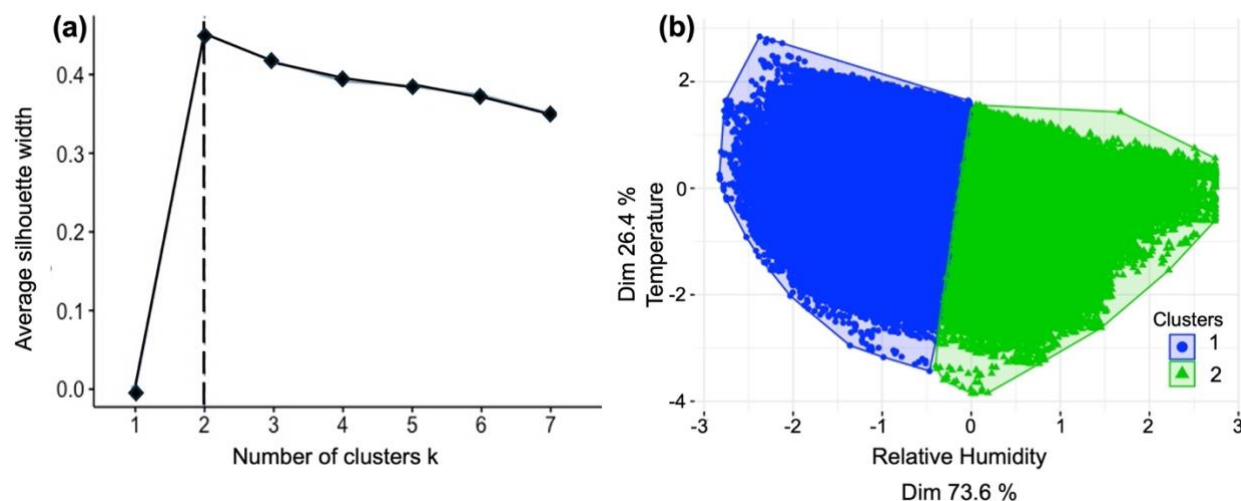 (a)
Average silhouette width
0.4
0.3
0.2
0.1
0.0
1 2 3 4 5 6 7
Number of clusters k
(b)
Dim 26.4 %
Temperature
2
0
-2
-4
Clusters
1
2
-3 -2 -1 0 1 2 3
Relative Humidity
Dim 73.6 %